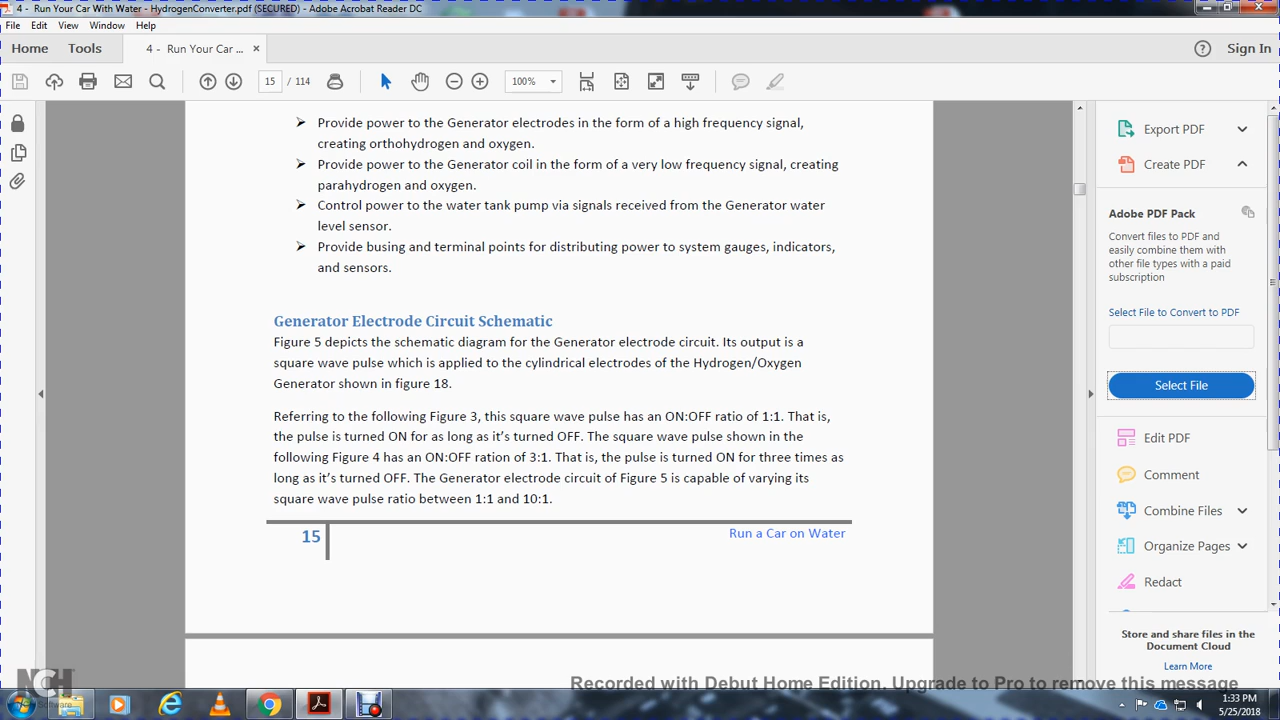 4 - Run Your Car With Water - HydrogenConverter.pdf (SECURED) - Adobe Acrobat Reader DC
File Edit View Window Help
Home Tools 4 - Run Your Car ... × Sign In
15 / 114 100%
Provide power to the Generator electrodes in the form of a high frequency signal,
creating orthohydrogen and oxygen.
Provide power to the Generator coil in the form of a very low frequency signal, creating
parahydrogen and oxygen.
Control power to the water tank pump via signals received from the Generator water
level sensor.
Provide busing and terminal points for distributing power to system gauges, indicators,
and sensors.
Generator Electrode Circuit Schematic
Figure 5 depicts the schematic diagram for the Generator electrode circuit. Its output is a
square wave pulse which is applied to the cylindrical electrodes of the Hydrogen/Oxygen
Generator shown in figure 18.
Referring to the following Figure 3, this square wave pulse has an ON:OFF ratio of 1:1. That is,
the pulse is turned ON for as long as it's turned OFF. The square wave pulse shown in the
following Figure 4 has an ON:OFF ration of 3:1. That is, the pulse is turned ON for three times as
long as it's turned OFF. The Generator electrode circuit of Figure 5 is capable of varying its
square wave pulse ratio between 1:1 and 10:1.
15
Run a Car on Water
Export PDF
Create PDF
Adobe PDF Pack
Convert files to PDF and
easily combine them with
other file types with a paid
subscription
Select File to Convert to PDF
Select File
Edit PDF
Comment
Combine Files
Organize Pages
Redact
Store and share files in the
Document Cloud
Learn More
NCH
Software
Recorded with Debut Home Edition. Upgrade to Pro to remove this message
1:33 PM
5/25/2018